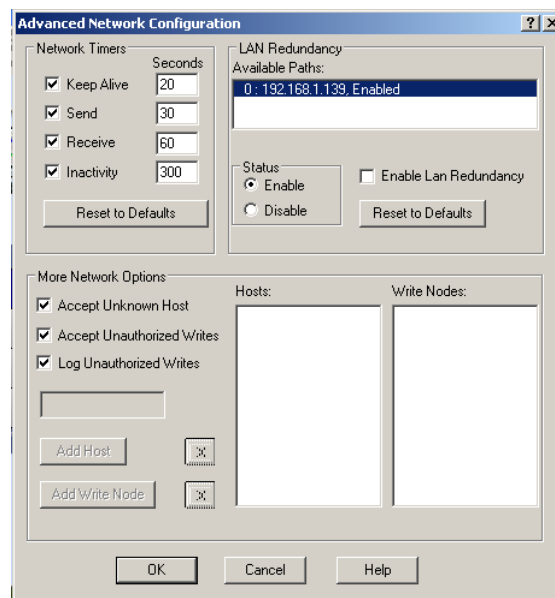 Advanced Network Configuration
Network Timers
Seconds
Keep Alive 20
Send 30
Receive 60
Inactivity 300
Reset to Defaults
LAN Redundancy
Available Paths:
0 : 192.168.1.139, Enabled
Status
Enable
Disable
Enable Lan Redundancy
Reset to Defaults
More Network Options
Accept Unknown Host
Accept Unauthorized Writes
Log Unauthorized Writes
Add Host
X
Add Write Node
X
Hosts:
Write Nodes:
OK
Cancel
Help